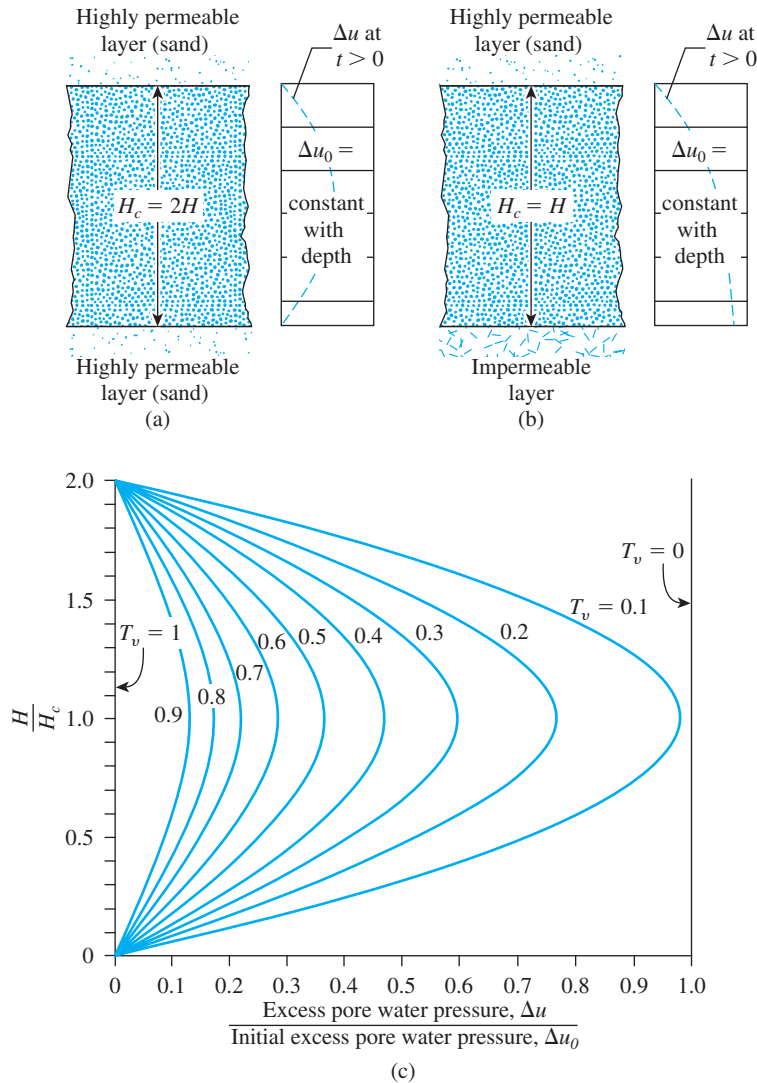 Highly permeable
layer (sand)
Δu at
t > 0
Δu₀ =
H_c = 2H
constant
with
depth
Highly permeable
layer (sand)
(a)
Highly permeable
layer (sand)
Δu at
t > 0
Δu₀ =
H_c = H
constant
with
depth
Impermeable
layer
(b)
2.0
1.5
1.0
0.5
0
H
H_c
T_v = 0
T_v = 0.1
T_v = 1
0.9
0.8
0.7
0.6
0.5
0.4
0.3
0.2
0 0.1 0.2 0.3 0.4 0.5 0.6 0.7 0.8 0.9 1.0
Excess pore water pressure, Δu
Initial excess pore water pressure, Δu₀
(c)